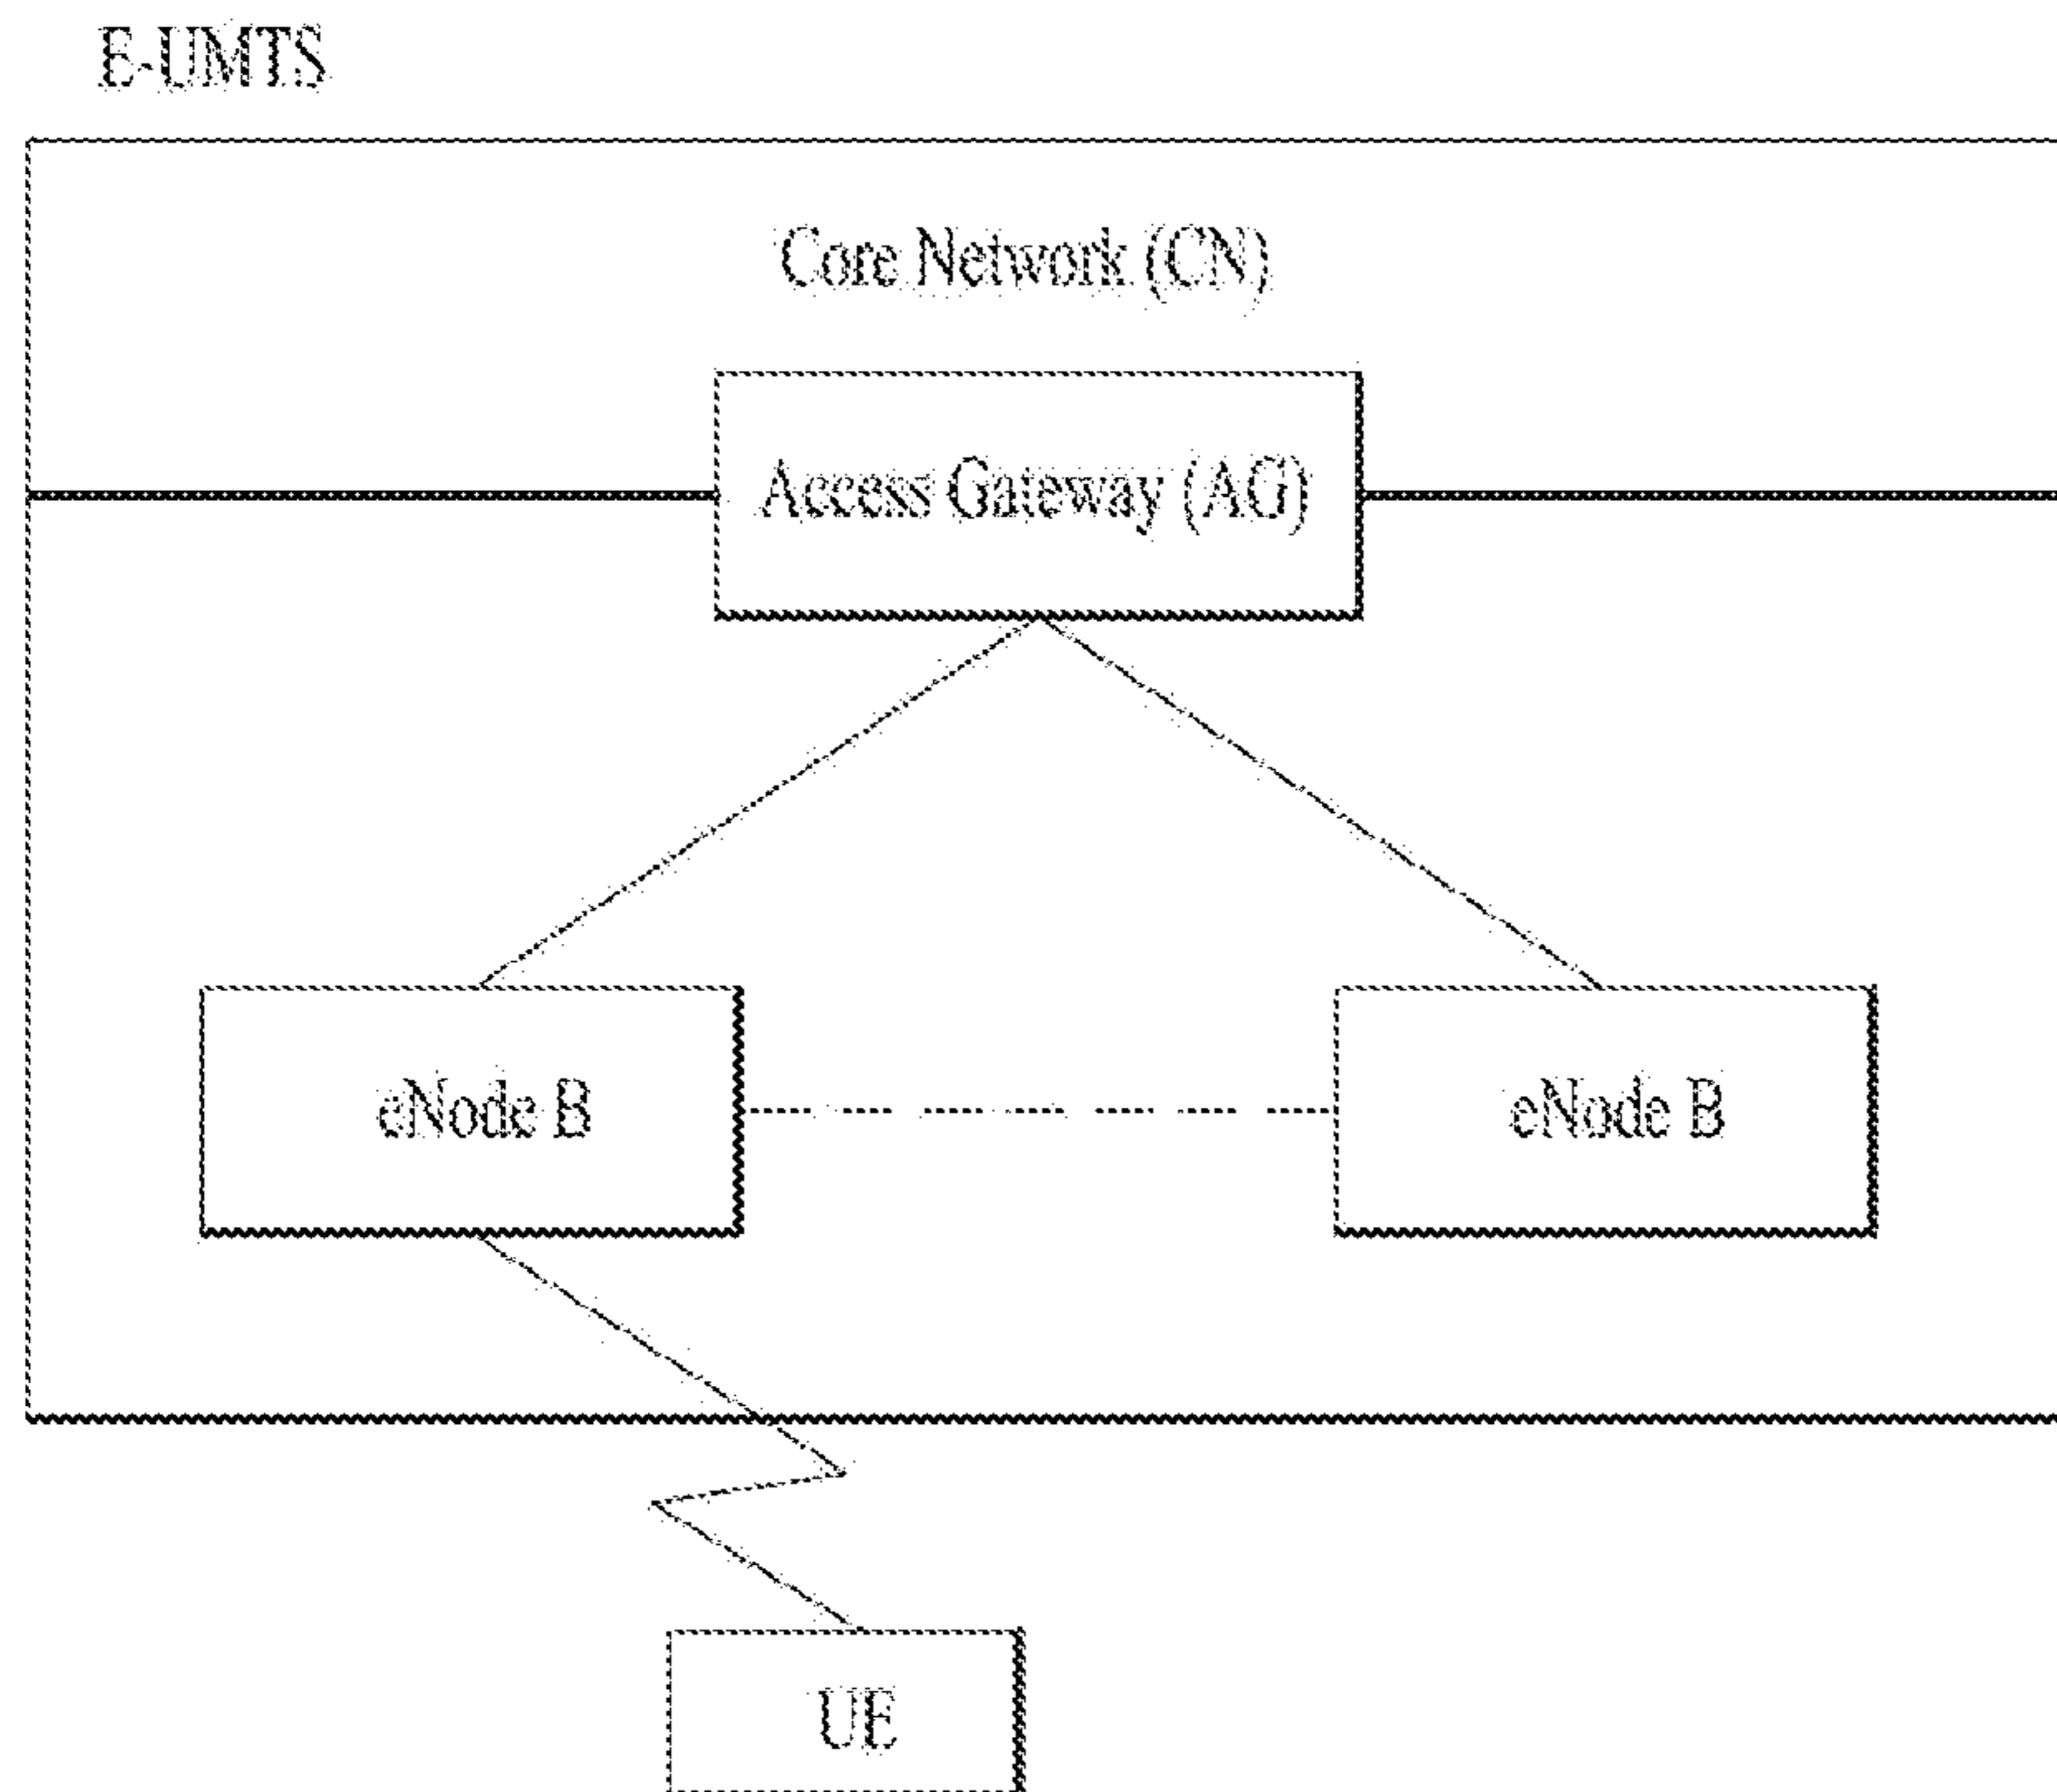 E-UMTS
Core Network (CN)
Access Gateway (AG)
eNode B
eNode B
UE